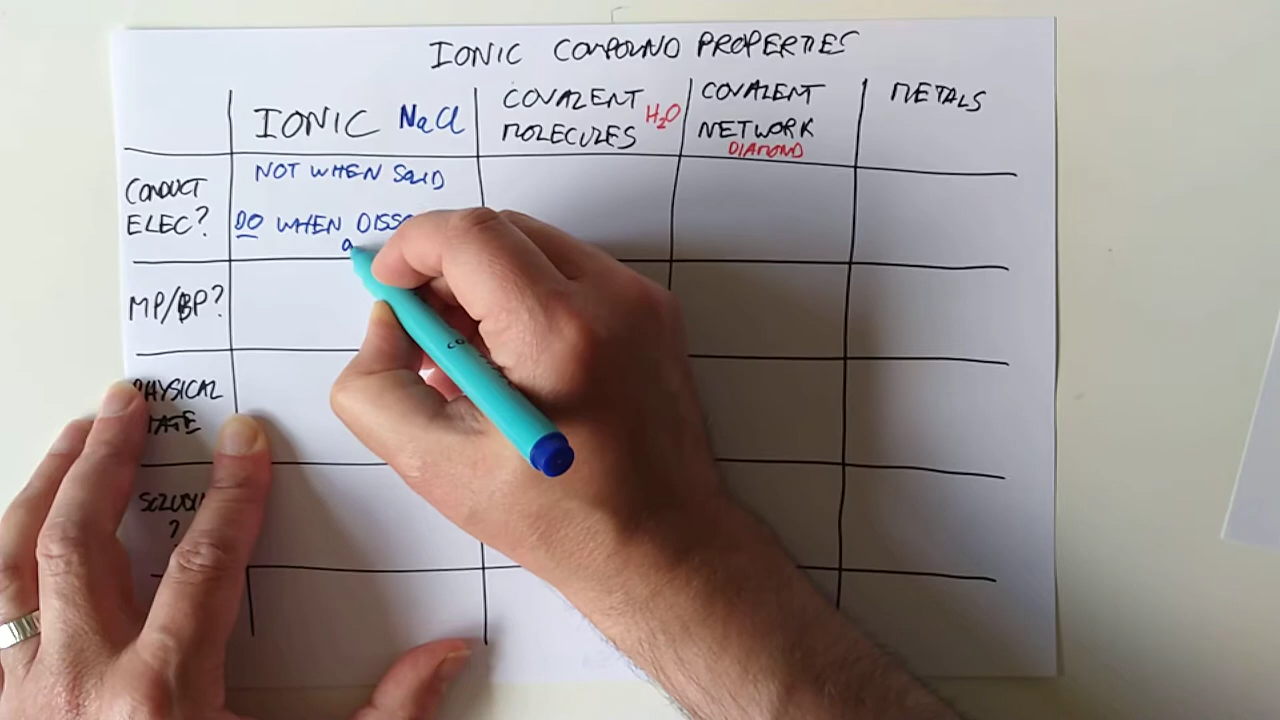 IONIC COMPOUND PROPERTIES
IONIC NaCl
COVALENT
MOLECULES H₂O
COVALENT
NETWORK
DIAMOND
METALS
CONDUCT
ELEC?
NOT WHEN SOLID
DO WHEN
MP/BP?
PHYSICAL
?